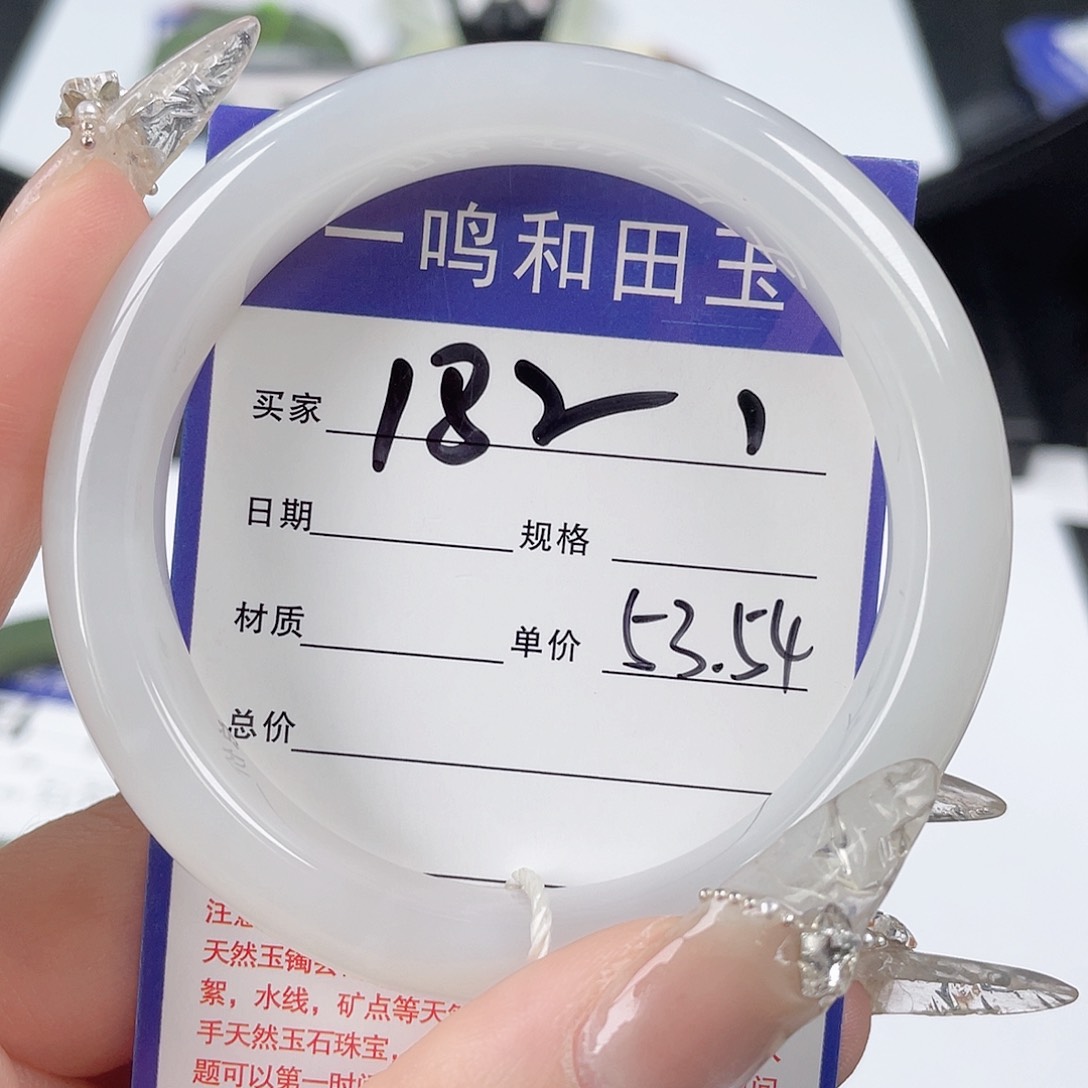 一鸣和田玉
买家 182 1
日期 规格
材质 单价 53.54
总价
天然玉镯
絮，水线，矿点等天
手天然玉石珠宝，
题可以第一时间